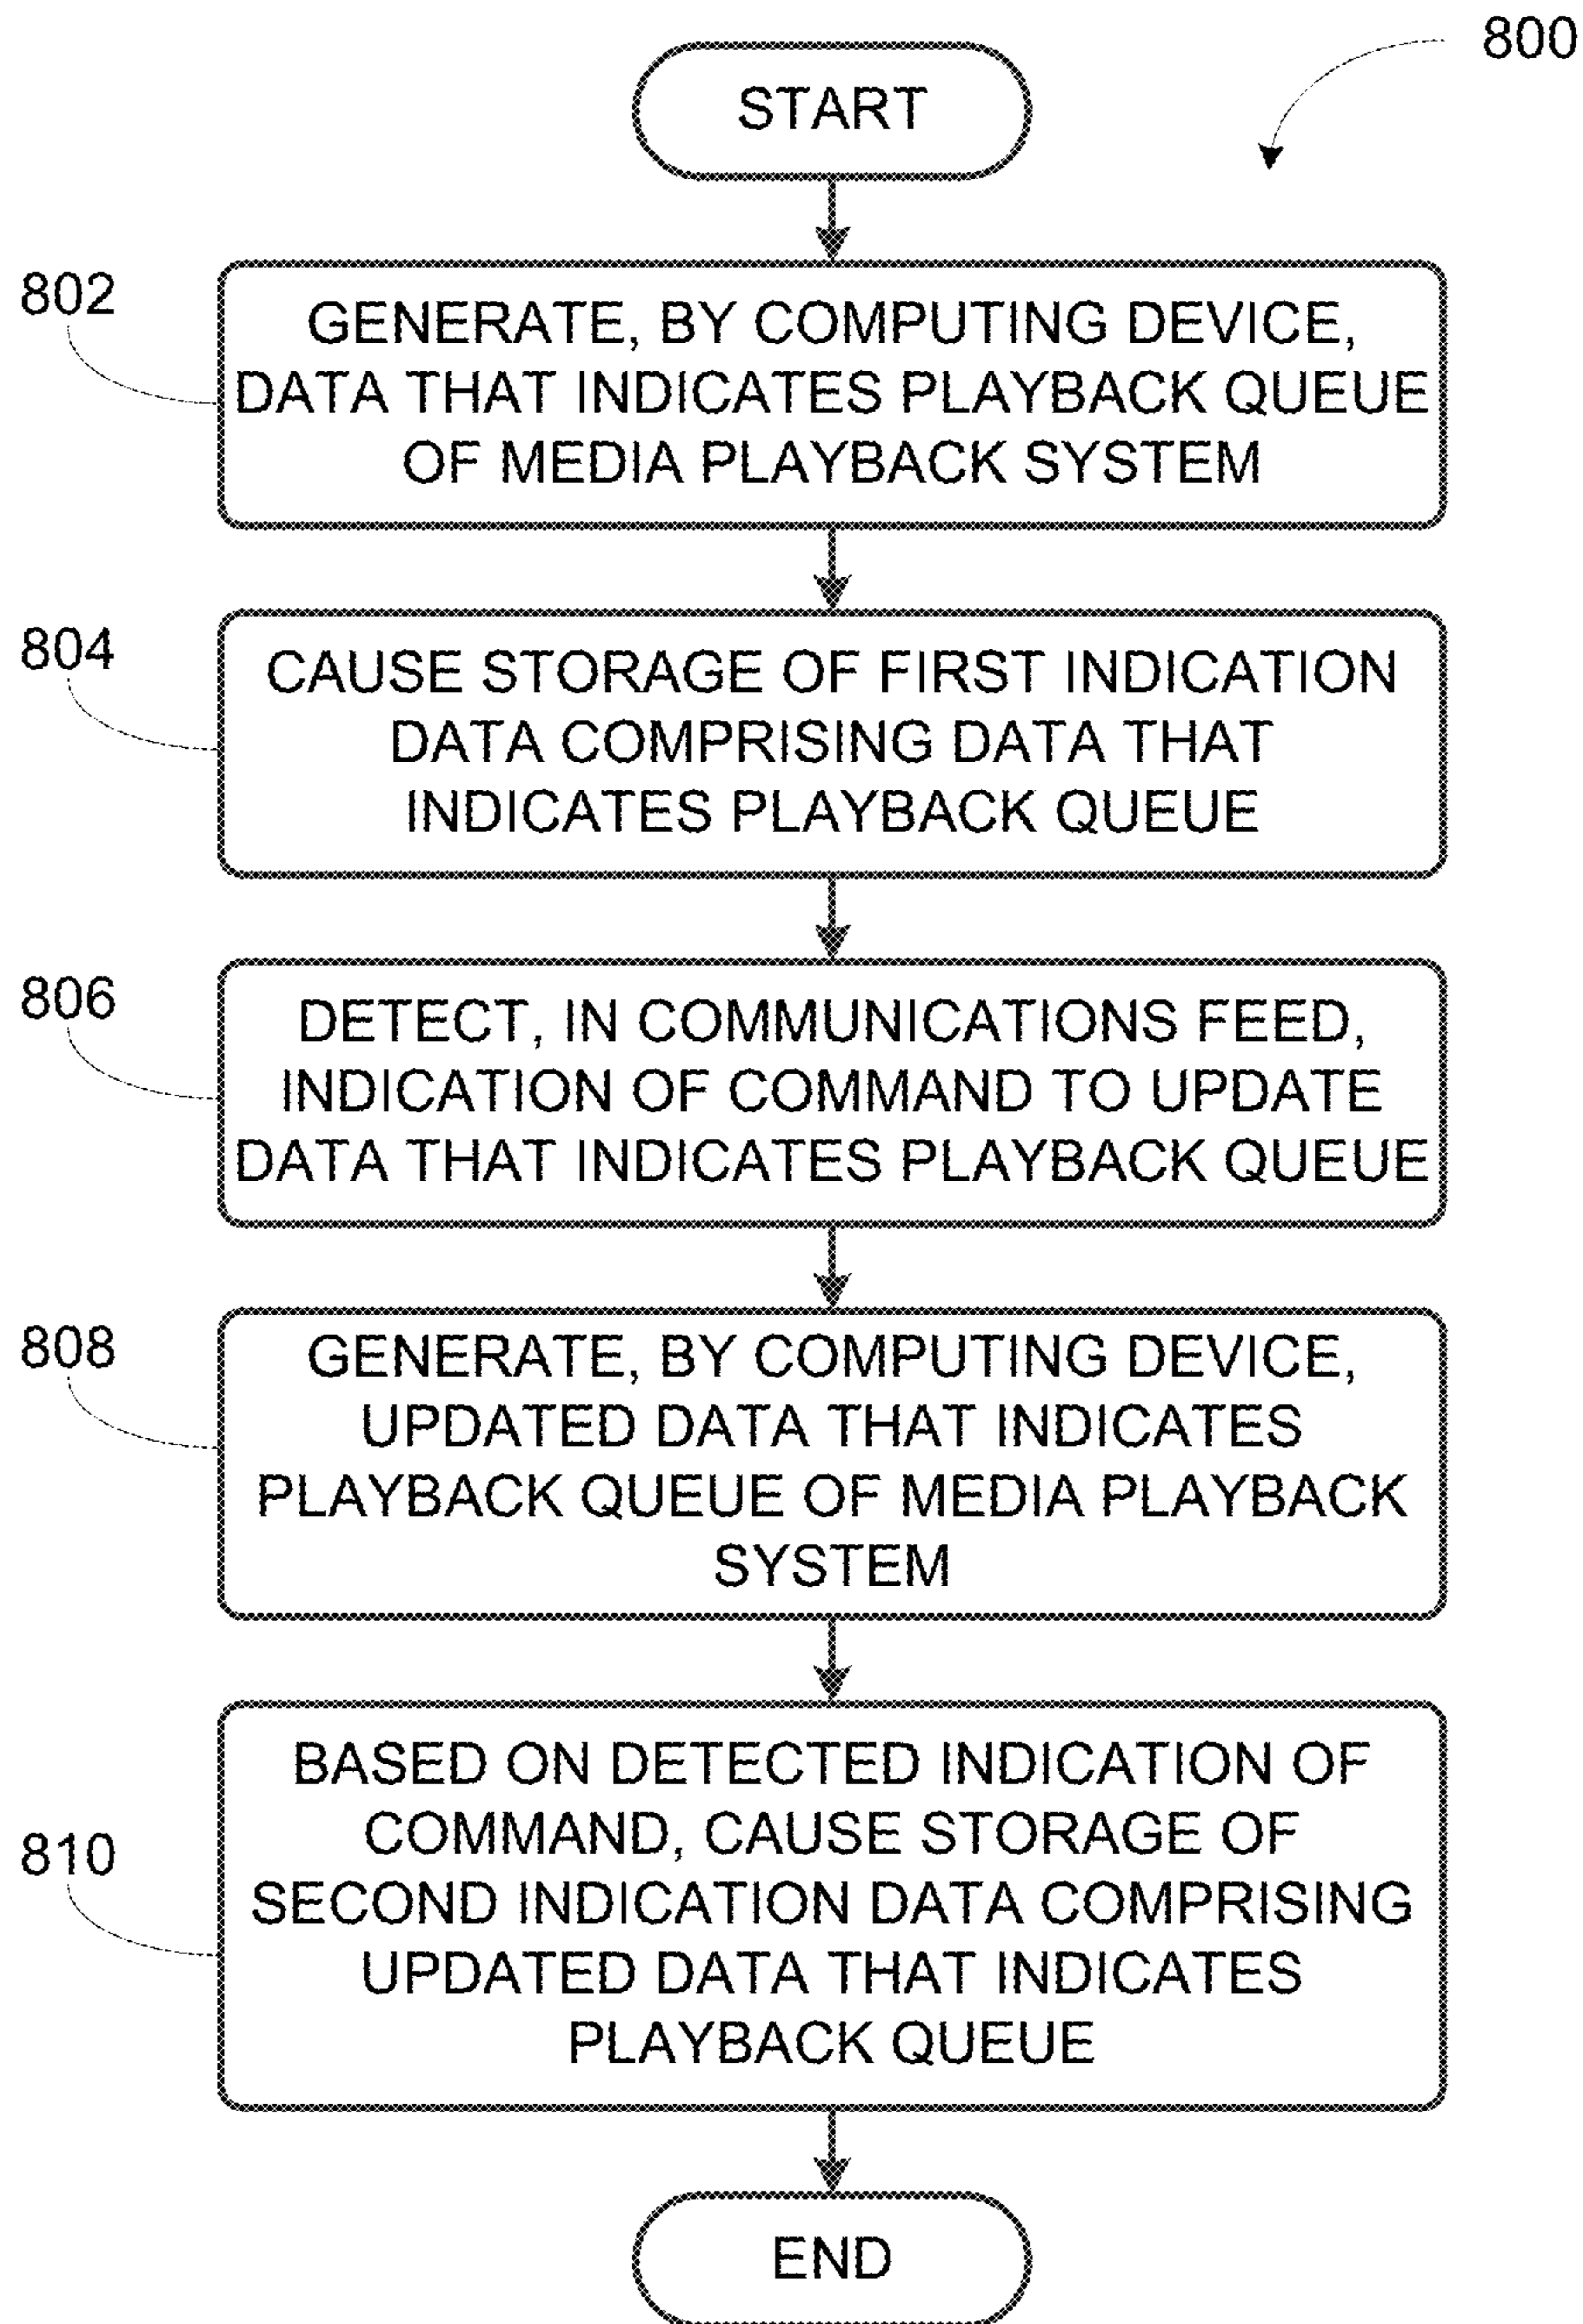 800
START
802
GENERATE, BY COMPUTING DEVICE,
DATA THAT INDICATES PLAYBACK QUEUE
OF MEDIA PLAYBACK SYSTEM
804
CAUSE STORAGE OF FIRST INDICATION
DATA COMPRISING DATA THAT
INDICATES PLAYBACK QUEUE
806
DETECT, IN COMMUNICATIONS FEED,
INDICATION OF COMMAND TO UPDATE
DATA THAT INDICATES PLAYBACK QUEUE
808
GENERATE, BY COMPUTING DEVICE,
UPDATED DATA THAT INDICATES
PLAYBACK QUEUE OF MEDIA PLAYBACK
SYSTEM
810
BASED ON DETECTED INDICATION OF
COMMAND, CAUSE STORAGE OF
SECOND INDICATION DATA COMPRISING
UPDATED DATA THAT INDICATES
PLAYBACK QUEUE
END